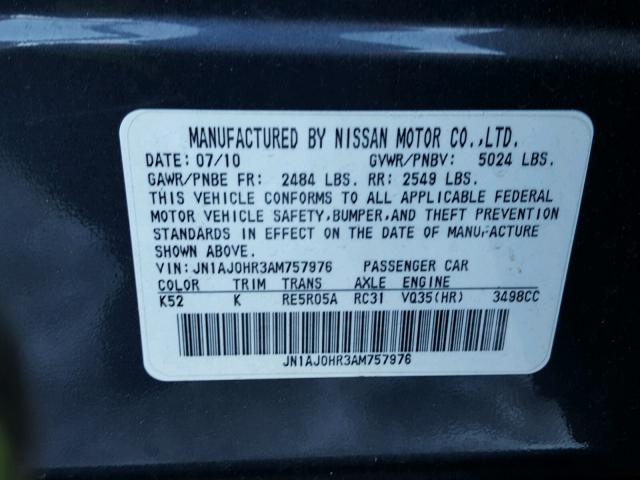 MANUFACTURED BY NISSAN MOTOR CO.,LTD.
DATE: 07/10 GVWR/PNBV: 5024 LBS.
GAWR/PNBE FR: 2484 LBS. RR: 2549 LBS.
THIS VEHICLE CONFORMS TO ALL APPLICABLE FEDERAL
MOTOR VEHICLE SAFETY,BUMPER,AND THEFT PREVENTION
STANDARDS IN EFFECT ON THE DATE OF MANUFACTURE
SHOWN ABOVE.
VIN: JN1AJ0HR3AM757976 PASSENGER CAR
COLOR TRIM TRANS AXLE ENGINE
K52 K RE5R05A RC31 VQ35(HR) 3498CC
JN1AJ0HR3AM757976